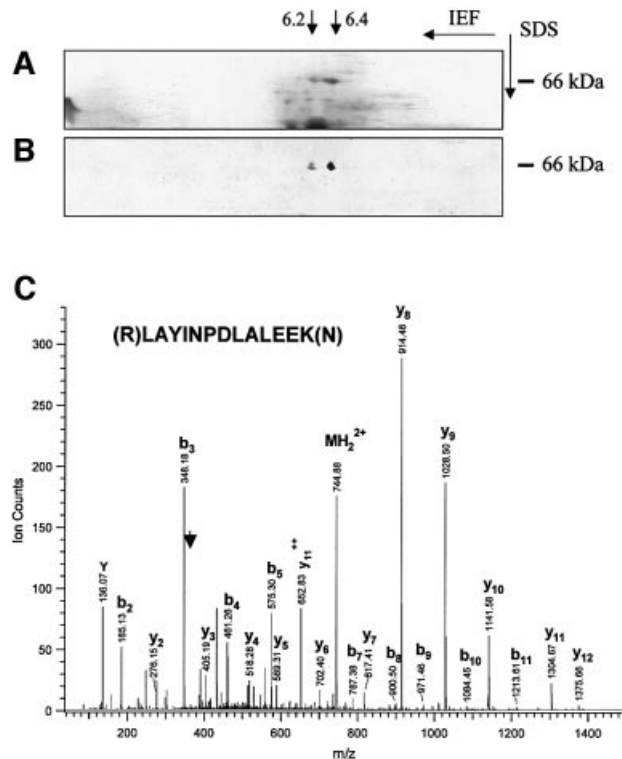 6.2 6.4 IEF SDS
A
66 kDa
B
66 kDa
C
(R)LAYINPDLALEEK(N)
Ion Counts
300
250
200
150
100
50
0
Y
136.07
b2
185.13
y2
276.15
b3
348.18
y3
405.19
b4
461.26
y4
518.28
b5
575.30
y5
589.31
++
y11
652.83
y6
702.40
MH2 2+
744.88
b7
787.38
y7
817.41
b8
900.50
y8
914.46
b9
971.46
y9
1028.50
b10
1084.45
y10
1141.58
b11
1213.61
y11
1304.67
y12
1375.66
200 400 600 800 1000 1200 1400
m/z